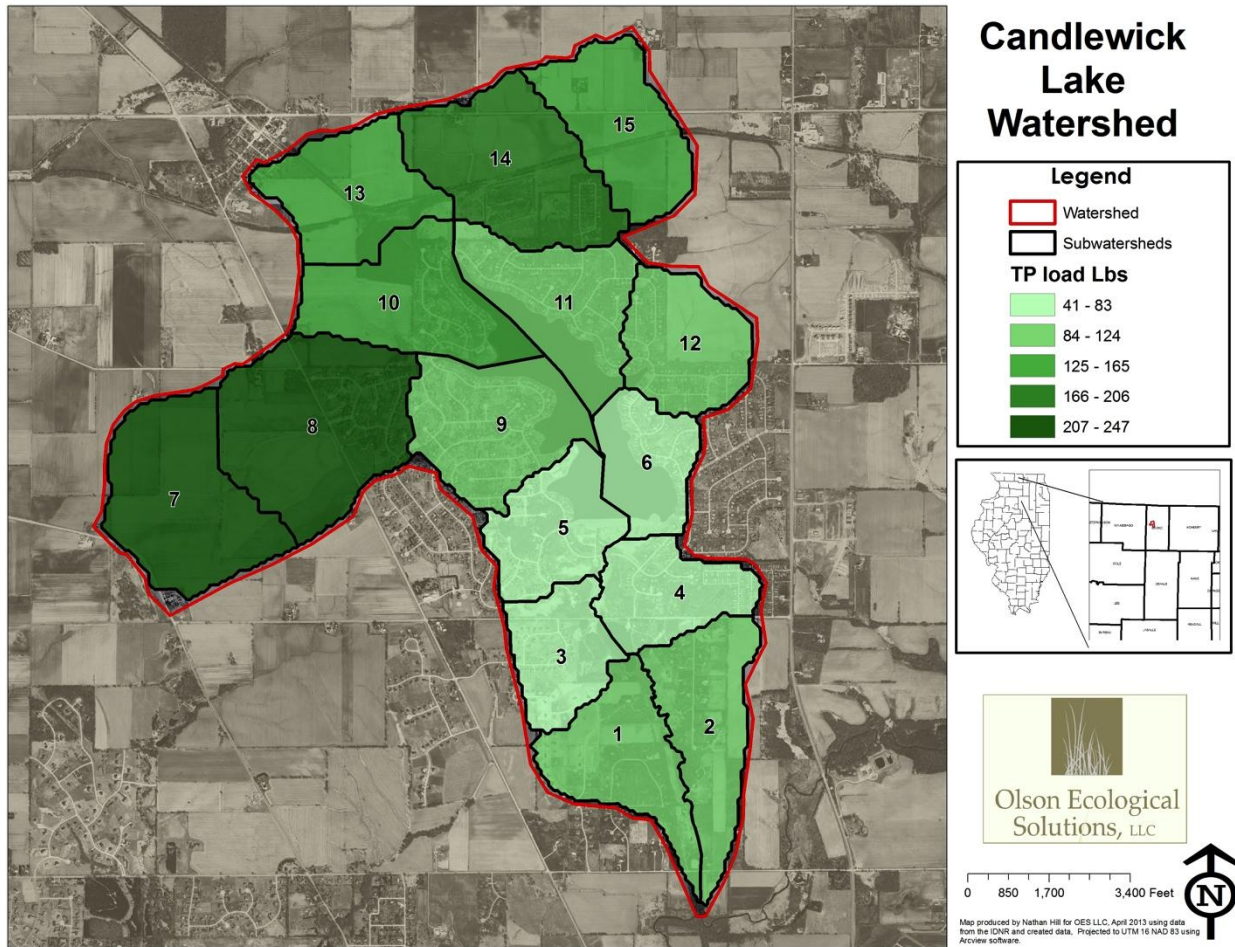 Candlewick
Lake
Watershed
Legend
Watershed
Subwatersheds
TP load Lbs
41 - 83
84 - 124
125 - 165
166 - 206
207 - 247
15
14
13
10
11
12
9
8
7
6
5
4
3
1
2
Olson Ecological
Solutions, LLC
0 850 1,700 3,400 Feet
N
Map produced by Nathan Hill for OES LLC, April 2013 using data
from the IDNR and created data, Projected to UTM 16 NAD 83 using
Arcview software.